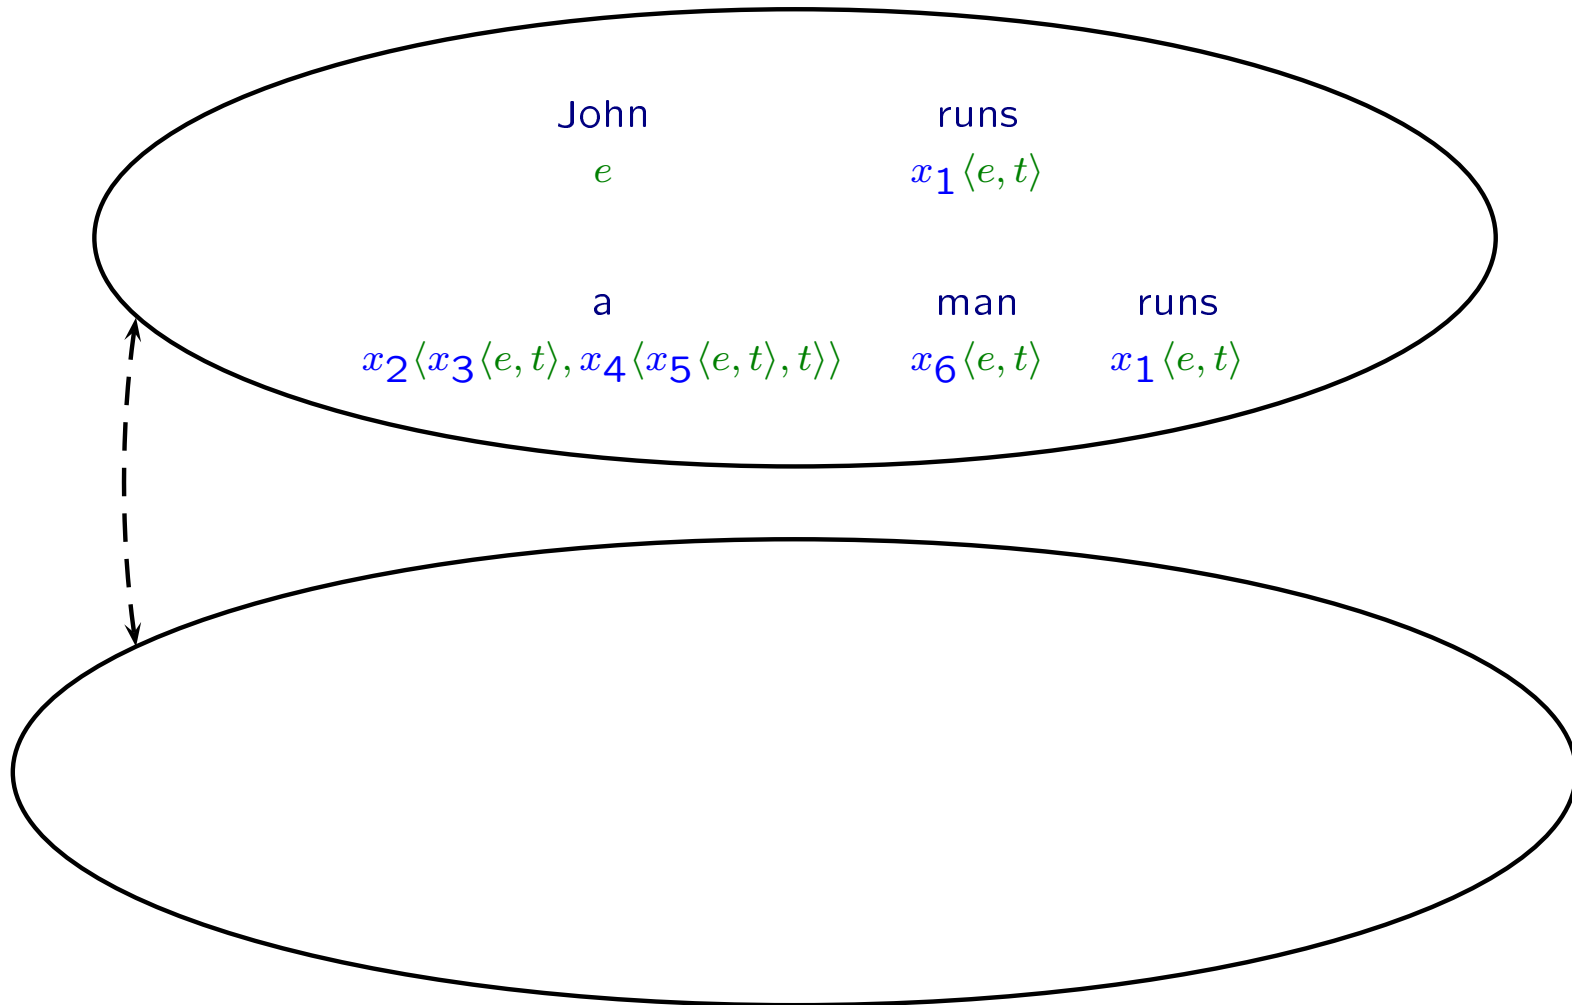 John runs
e x₁⟨e, t⟩
a man runs
x₂⟨x₃⟨e, t⟩, x₄⟨x₅⟨e, t⟩, t⟩⟩ x₆⟨e, t⟩ x₁⟨e, t⟩